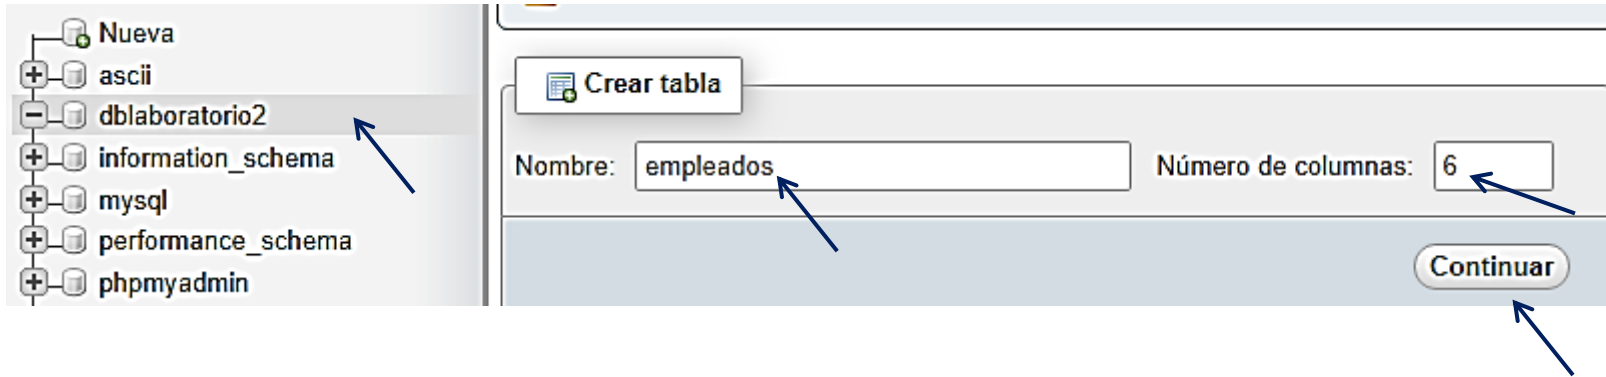 Nueva
ascii
dblaboratorio2
information_schema
mysql
performance_schema
phpmyadmin
Crear tabla
Nombre: empleados Número de columnas: 6
Continuar